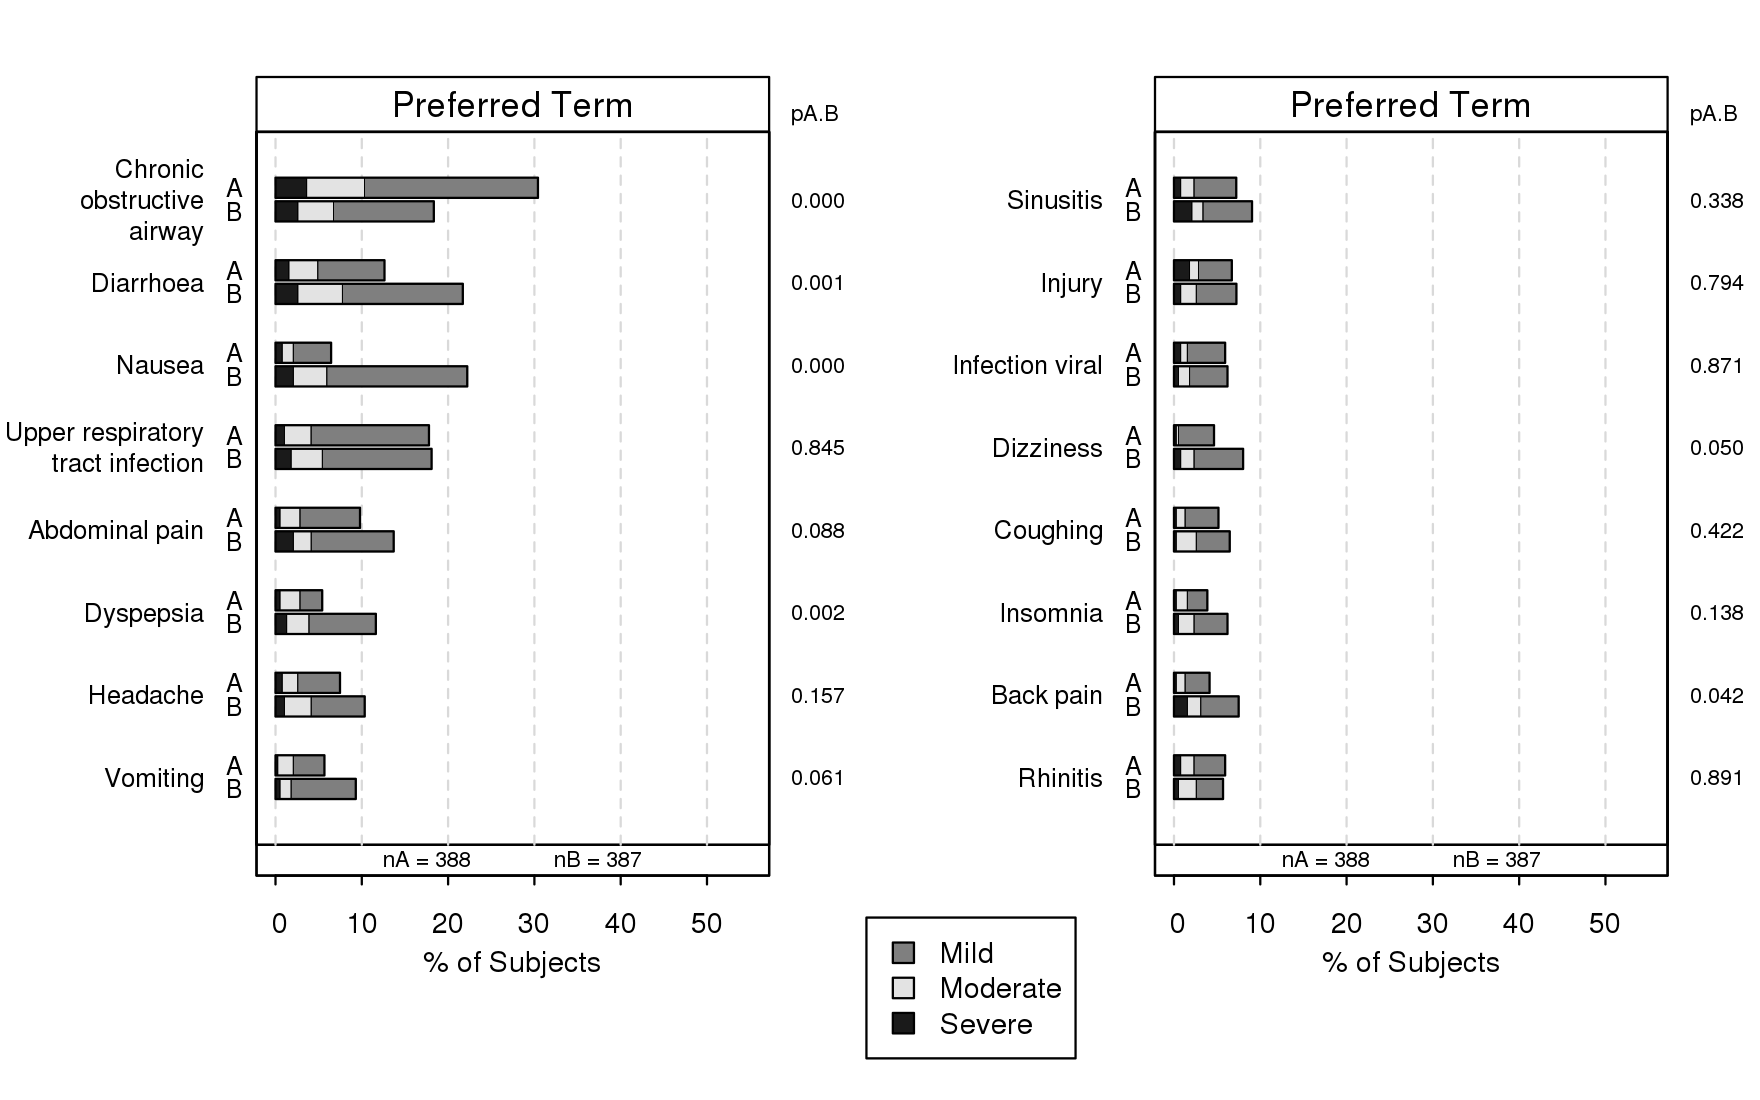 Preferred Term
pA.B
Chronic
obstructive
airway
A
B
0.000
Diarrhoea
A
B
0.001
Nausea
A
B
0.000
Upper respiratory
tract infection
A
B
0.845
Abdominal pain
A
B
0.088
Dyspepsia
A
B
0.002
Headache
A
B
0.157
Vomiting
A
B
0.061
nA = 388 nB = 387
0 10 20 30 40 50
% of Subjects
Preferred Term
pA.B
Sinusitis
A
B
0.338
Injury
A
B
0.794
Infection viral
A
B
0.871
Dizziness
A
B
0.050
Coughing
A
B
0.422
Insomnia
A
B
0.138
Back pain
A
B
0.042
Rhinitis
A
B
0.891
nA = 388 nB = 387
0 10 20 30 40 50
% of Subjects
Mild
Moderate
Severe